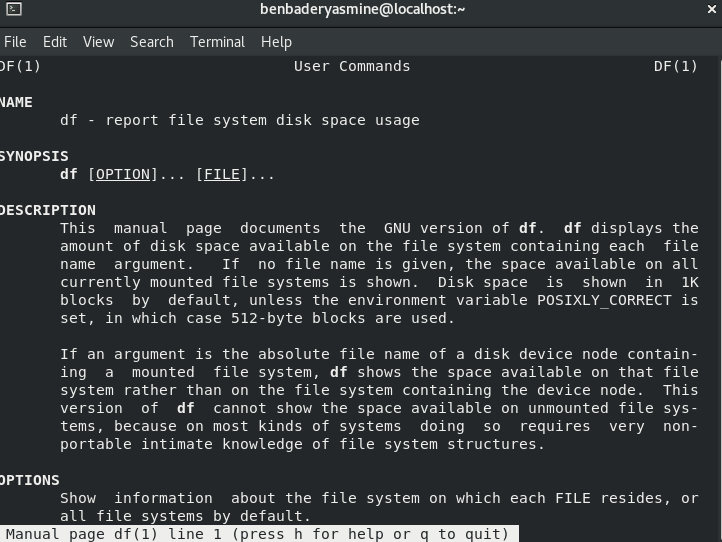 benbaderyasmine@localhost:~
File Edit View Search Terminal Help
DF(1) User Commands DF(1)
NAME
df - report file system disk space usage
SYNOPSIS
df [OPTION]... [FILE]...
DESCRIPTION
This manual page documents the GNU version of df. df displays the
amount of disk space available on the file system containing each file
name argument. If no file name is given, the space available on all
currently mounted file systems is shown. Disk space is shown in 1K
blocks by default, unless the environment variable POSIXLY_CORRECT is
set, in which case 512-byte blocks are used.
If an argument is the absolute file name of a disk device node contain-
ing a mounted file system, df shows the space available on that file
system rather than on the file system containing the device node. This
version of df cannot show the space available on unmounted file sys-
tems, because on most kinds of systems doing so requires very non-
portable intimate knowledge of file system structures.
OPTIONS
Show information about the file system on which each FILE resides, or
all file systems by default.
Manual page df(1) line 1 (press h for help or q to quit)